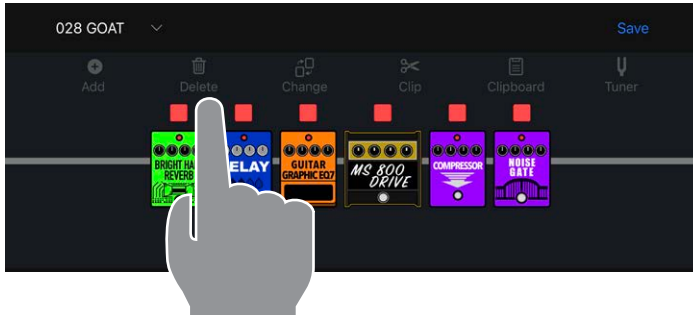 028 GOAT
Save
Add
Delete
Change
Clip
Clipboard
Tuner
BRIGHT
REVERB
ELAY
GUITAR
GRAPHIC EQ7
MS 800
DRIVE
COMPRESSOR
NOISE
GATE